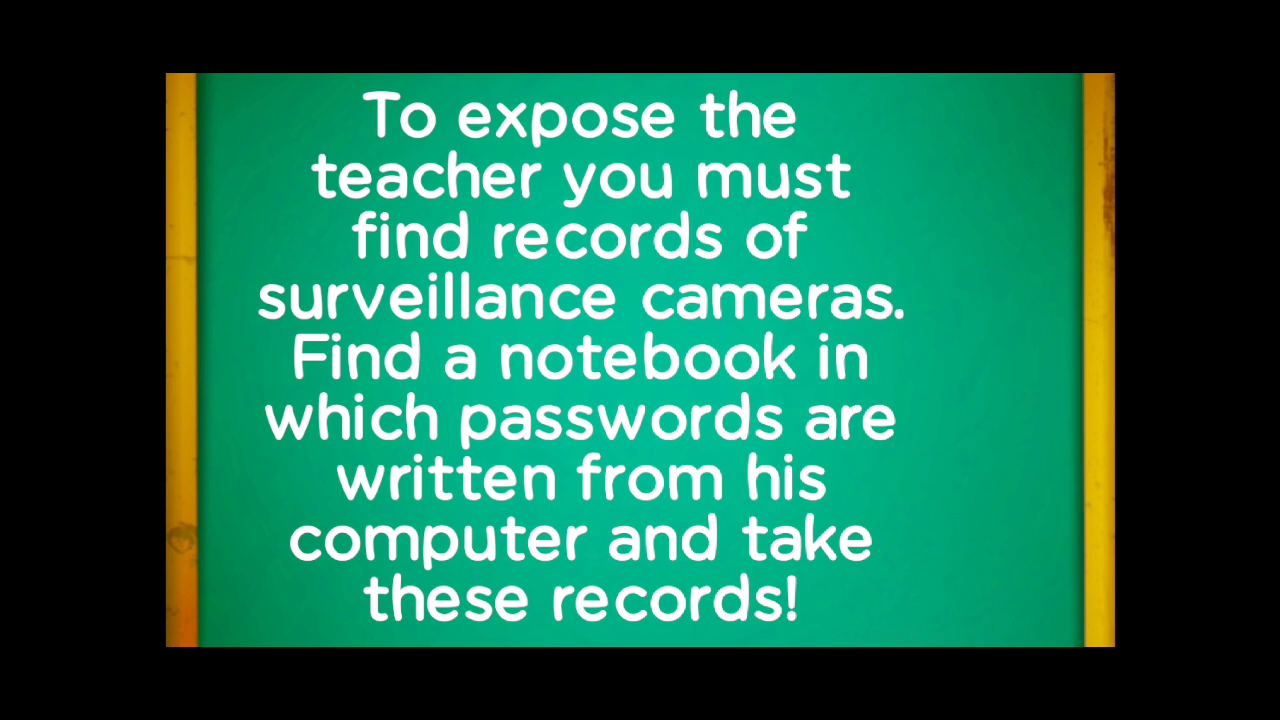 To expose the
teacher you must
find records of
surveillance cameras.
Find a notebook in
which passwords are
written from his
computer and take
these records!